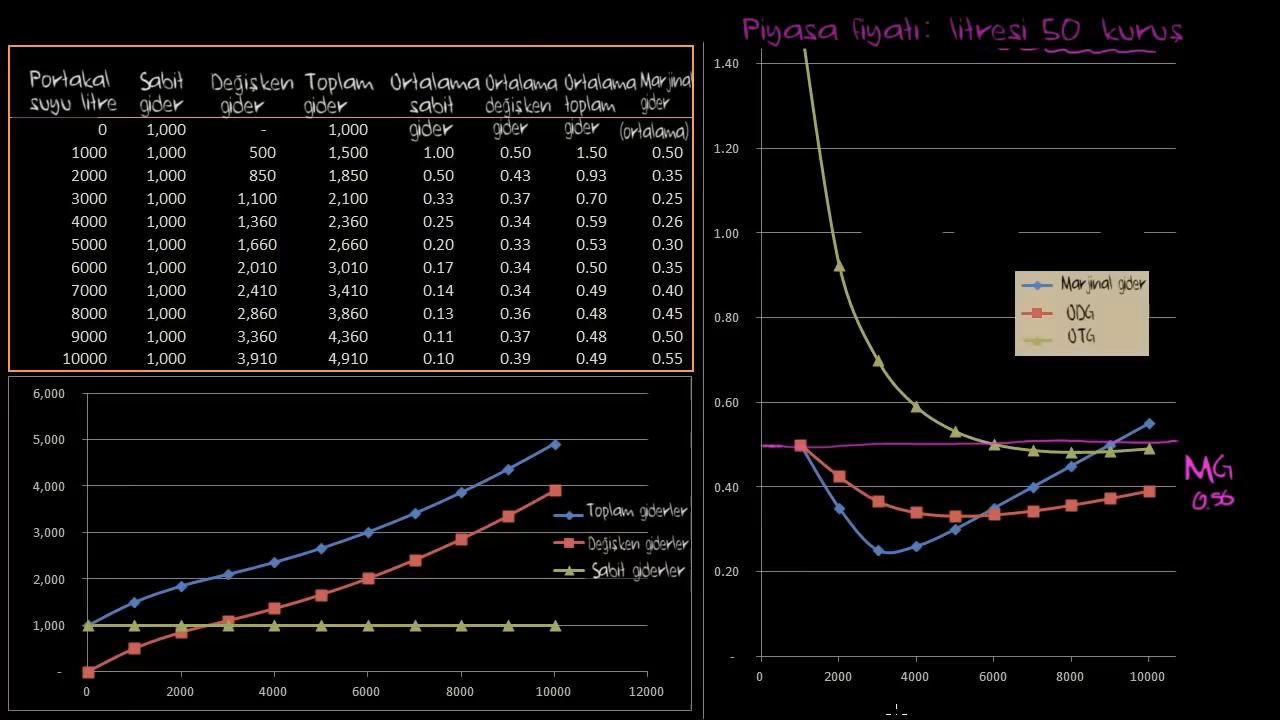 Piyasa fiyatı: litresi 50 kuruş
Portakal suyu litre
Sabit gider
Değişken gider
Toplam gider
Ortalama sabit gider
Ortalama değişken gider
Ortalama toplam gider
Marjinal gider (ortalama)
0 1,000 - 1,000
1000 1,000 500 1,500 1.00 0.50 1.50 0.50
2000 1,000 850 1,850 0.50 0.43 0.93 0.35
3000 1,000 1,100 2,100 0.33 0.37 0.70 0.25
4000 1,000 1,360 2,360 0.25 0.34 0.59 0.26
5000 1,000 1,660 2,660 0.20 0.33 0.53 0.30
6000 1,000 2,010 3,010 0.17 0.34 0.50 0.35
7000 1,000 2,410 3,410 0.14 0.34 0.49 0.40
8000 1,000 2,860 3,860 0.13 0.36 0.48 0.45
9000 1,000 3,360 4,360 0.11 0.37 0.48 0.50
10000 1,000 3,910 4,910 0.10 0.39 0.49 0.55
6,000
5,000
4,000
3,000
2,000
1,000
-
0 2000 4000 6000 8000 10000 12000
Toplam giderler
Değişken giderler
Sabit giderler
1.40
1.20
1.00
0.80
0.60
0.40
0.20
-
0 2000 4000 6000 8000 10000
Marjinal gider
ODG
OTG
MG